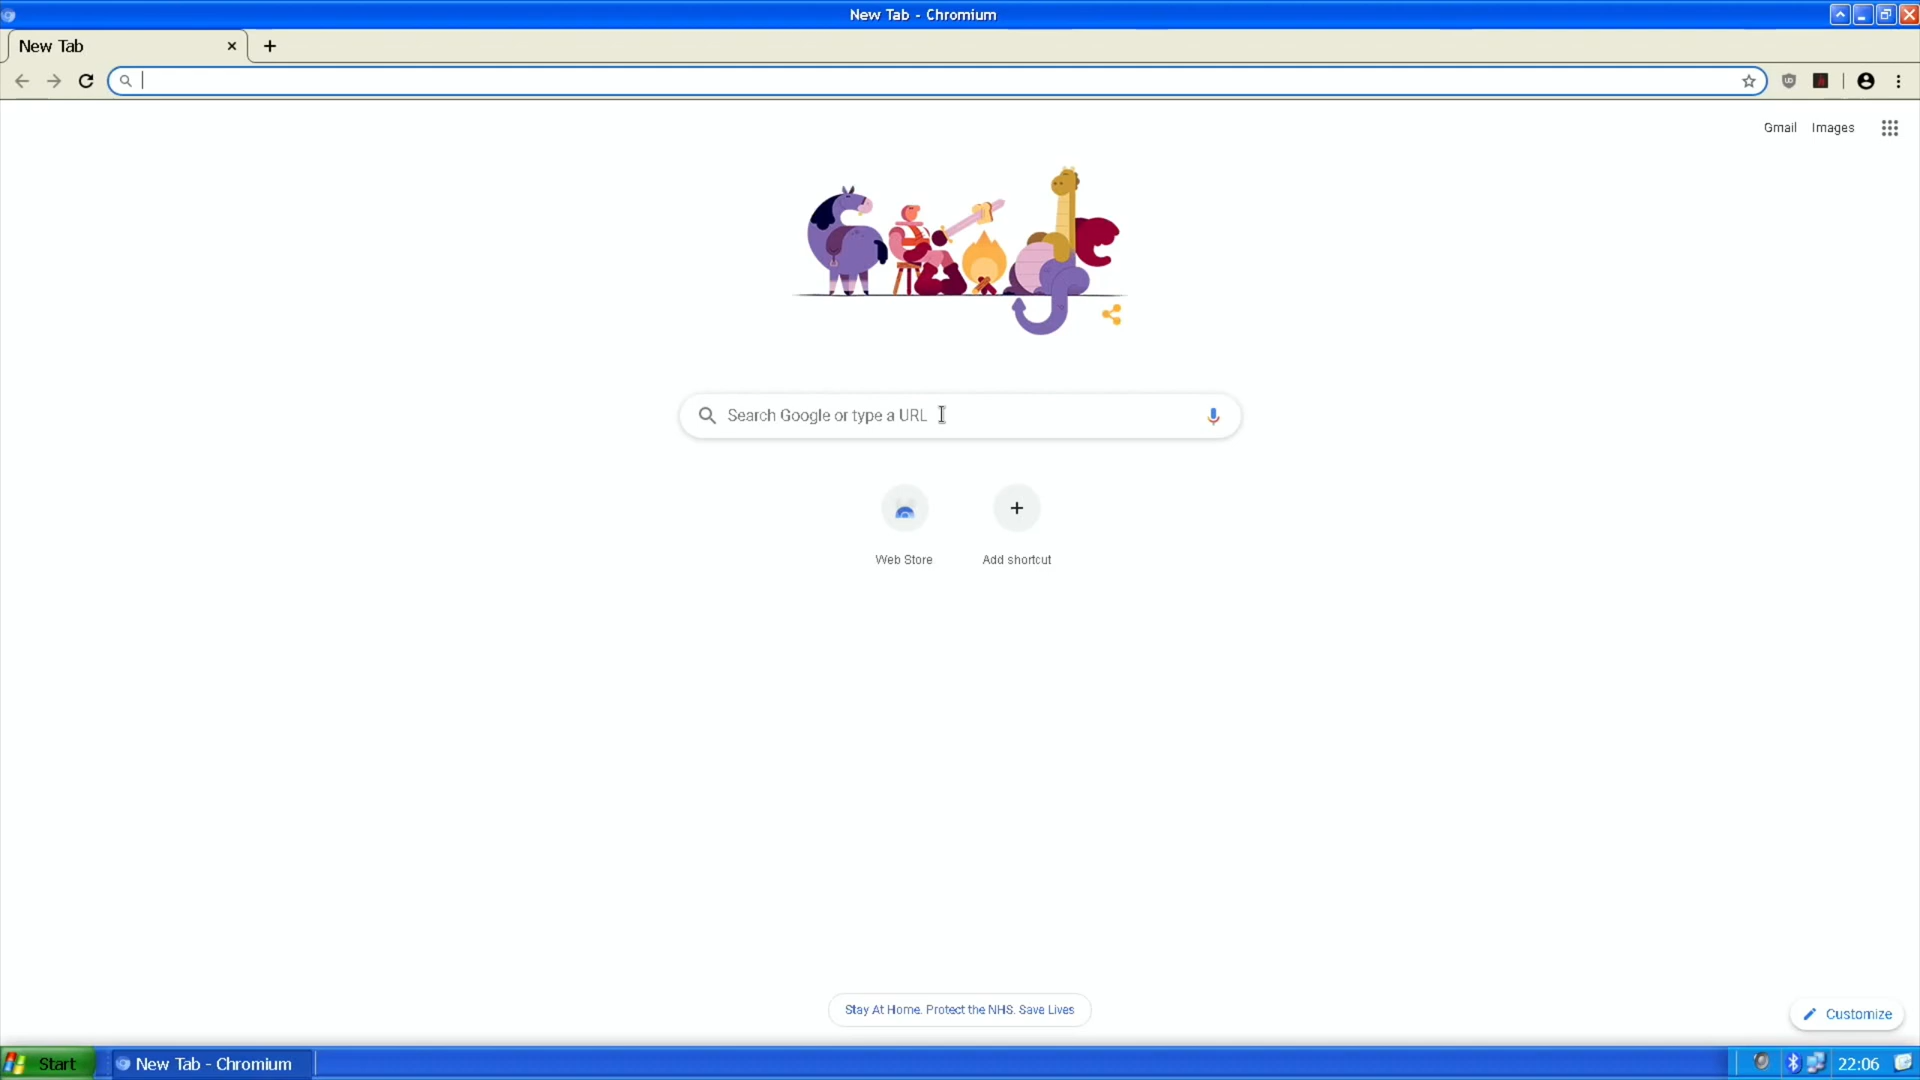 New Tab - Chromium
New Tab
Gmail Images
Search Google or type a URL
Web Store
Add shortcut
Stay At Home. Protect the NHS. Save Lives
Customize
Start
New Tab - Chromium
22:06